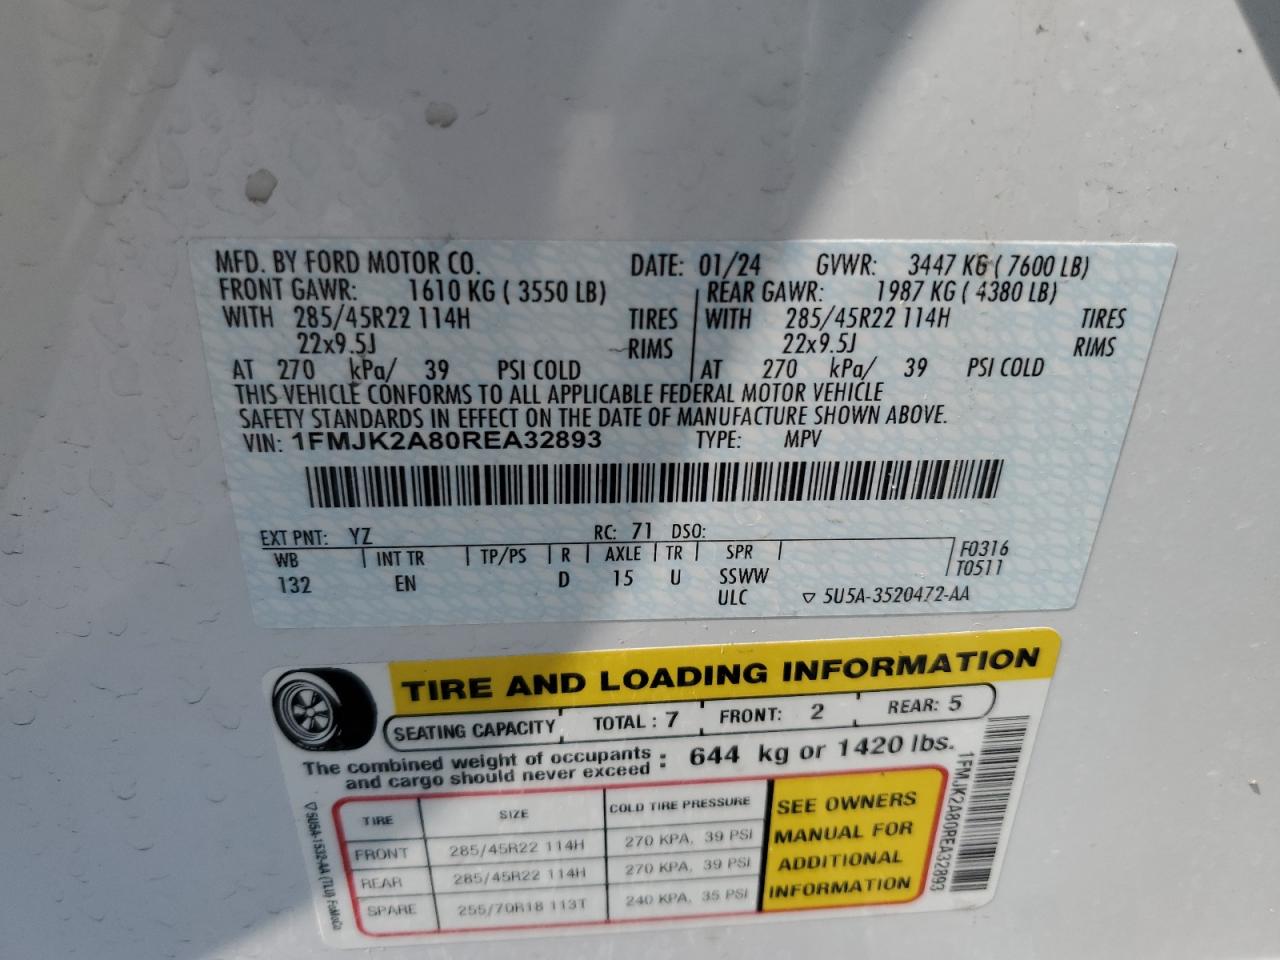 MFD. BY FORD MOTOR CO. DATE: 01/24 GVWR: 3447 KG ( 7600 LB)
FRONT GAWR: 1610 KG ( 3550 LB) REAR GAWR: 1987 KG ( 4380 LB)
WITH 285/45R22 114H TIRES WITH 285/45R22 114H TIRES
22x9.5J RIMS 22x9.5J RIMS
AT 270 kPa/ 39 PSI COLD AT 270 kPa/ 39 PSI COLD
THIS VEHICLE CONFORMS TO ALL APPLICABLE FEDERAL MOTOR VEHICLE
SAFETY STANDARDS IN EFFECT ON THE DATE OF MANUFACTURE SHOWN ABOVE.
VIN: 1FMJK2A80REA32893 TYPE: MPV
EXT PNT: YZ RC: 71 DSO:
WB INT TR TP/PS R AXLE TR SPR F0316
132 EN D 15 U SSWW T0511
ULC ▽ 5U5A-3520472-AA
TIRE AND LOADING INFORMATION
SEATING CAPACITY TOTAL : 7 FRONT: 2 REAR: 5
The combined weight of occupants
and cargo should never exceed : 644 kg or 1420 lbs.
TIRE SIZE COLD TIRE PRESSURE
FRONT 285/45R22 114H 270 KPA, 39 PSI
REAR 285/45R22 114H 270 KPA, 39 PSI
SPARE 255/70R18 113T 240 KPA, 35 PSI
SEE OWNERS
MANUAL FOR
ADDITIONAL
INFORMATION
1FMJK2A80REA32893
▽5U5A-1532-AA (TLU) FoMoCo